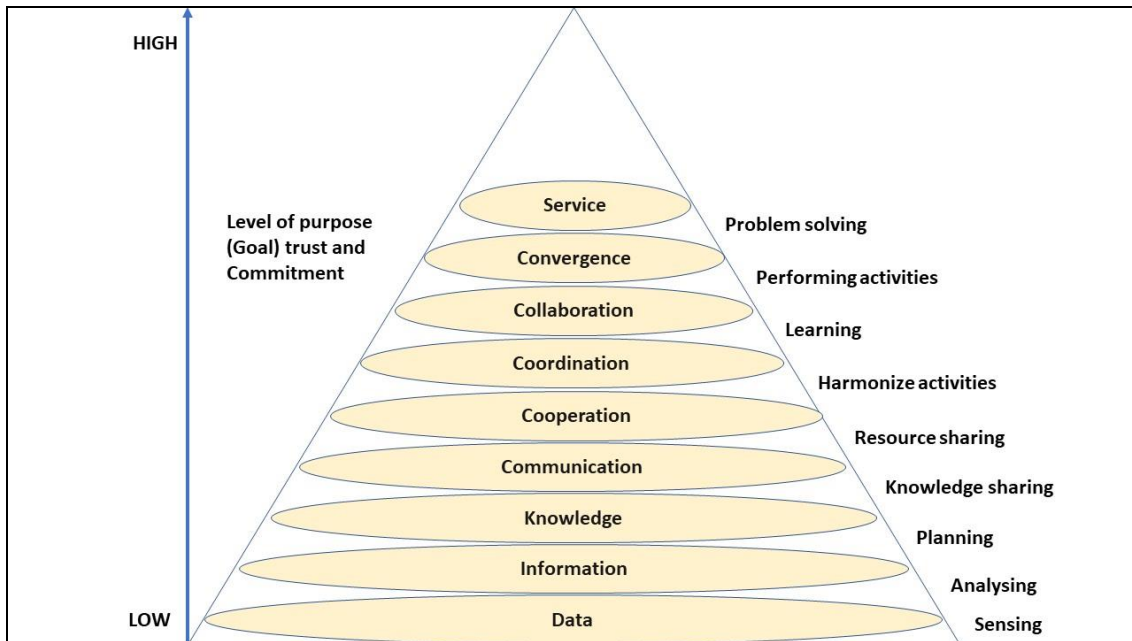 HIGH
Service
Level of purpose
(Goal) trust and
Commitment
Problem solving
Convergence
Performing activities
Collaboration
Learning
Coordination
Harmonize activities
Cooperation
Resource sharing
Communication
Knowledge sharing
Knowledge
Planning
Information
Analysing
LOW
Data
Sensing